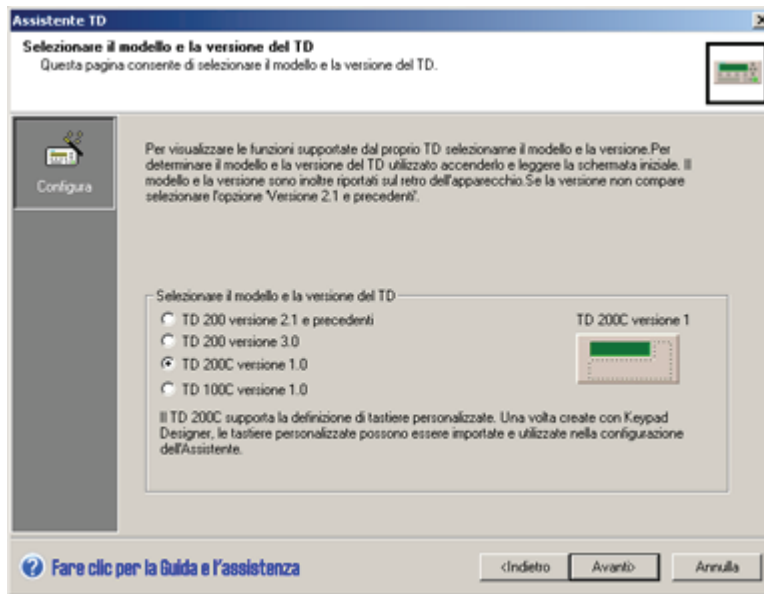 Assistente TD
Selezionare il modello e la versione del TD
Questa pagina consente di selezionare il modello e la versione del TD.
Configura
Per visualizzare le funzioni supportate dal proprio TD selezionarne il modello e la versione.Per
determinare il modello e la versione del TD utilizzato accenderlo e leggere la schermata iniziale. Il
modello e la versione sono inoltre riportati sul retro dell'apparecchio.Se la versione non compare
selezionare l'opzione 'Versione 2.1 e precedenti'.
Selezionare il modello e la versione del TD
TD 200 versione 2.1 e precedenti
TD 200C versione 1
TD 200 versione 3.0
TD 200C versione 1.0
TD 100C versione 1.0
Il TD 200C supporta la definizione di tastiere personalizzate. Una volta create con Keypad
Designer, le tastiere personalizzate possono essere importate e utilizzate nella configurazione
dell'Assistente.
Fare clic per la Guida e l'assistenza
<Indietro
Avanti>
Annulla